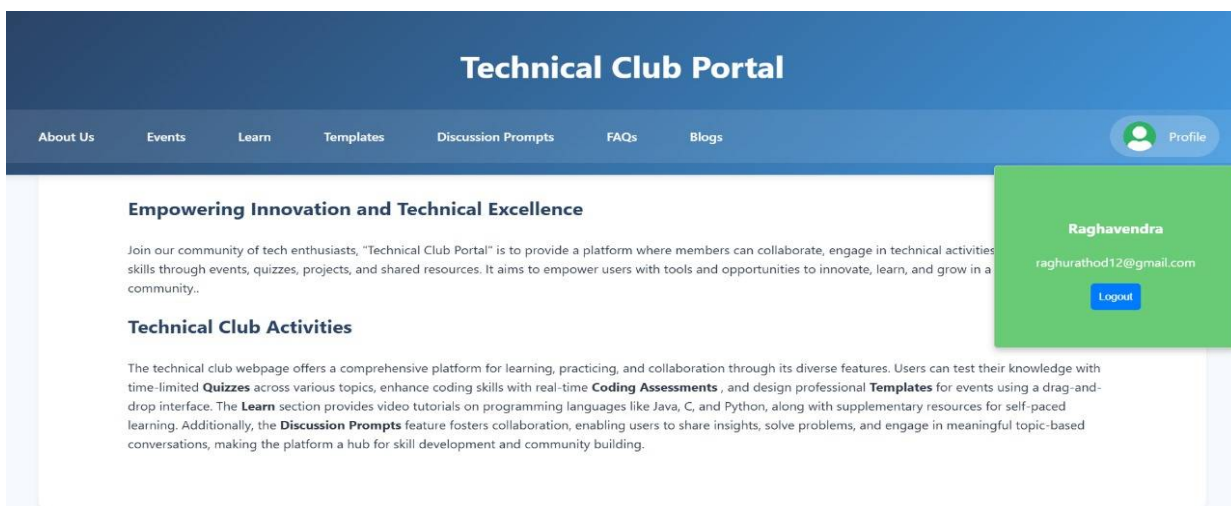 Technical Club Portal
About Us Events Learn Templates Discussion Prompts FAQs Blogs Profile
Empowering Innovation and Technical Excellence
Join our community of tech enthusiasts, "Technical Club Portal" is to provide a platform where members can collaborate, engage in technical activities
skills through events, quizzes, projects, and shared resources. It aims to empower users with tools and opportunities to innovate, learn, and grow in a
community..
Raghavendra
raghurathod12@gmail.com
Logout
Technical Club Activities
The technical club webpage offers a comprehensive platform for learning, practicing, and collaboration through its diverse features. Users can test their knowledge with
time-limited Quizzes across various topics, enhance coding skills with real-time Coding Assessments , and design professional Templates for events using a drag-and-
drop interface. The Learn section provides video tutorials on programming languages like Java, C, and Python, along with supplementary resources for self-paced
learning. Additionally, the Discussion Prompts feature fosters collaboration, enabling users to share insights, solve problems, and engage in meaningful topic-based
conversations, making the platform a hub for skill development and community building.